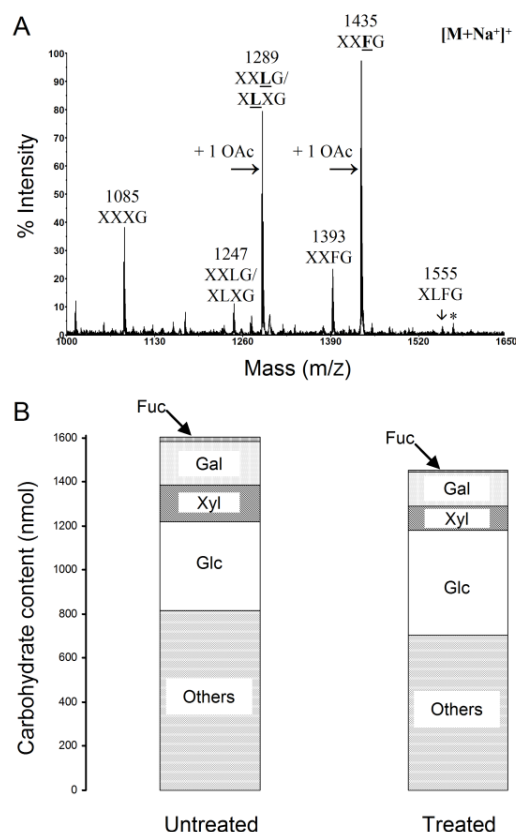 A
1435
XXFG
[M+Na⁺]⁺
1289
XXLG/
XLXG
+ 1 OAc
+ 1 OAc
1085
XXXG
1247
XXLG/
XLXG
1393
XXFG
1555
XLFG
*
% Intensity
100
90
80
70
60
50
40
30
20
10
0
1000
1130
1260
1390
1520
1650
Mass (m/z)
B
Carbohydrate content (nmol)
1600
1400
1200
1000
800
600
400
200
0
Fuc
Gal
Xyl
Glc
Others
Untreated
Fuc
Gal
Xyl
Glc
Others
Treated